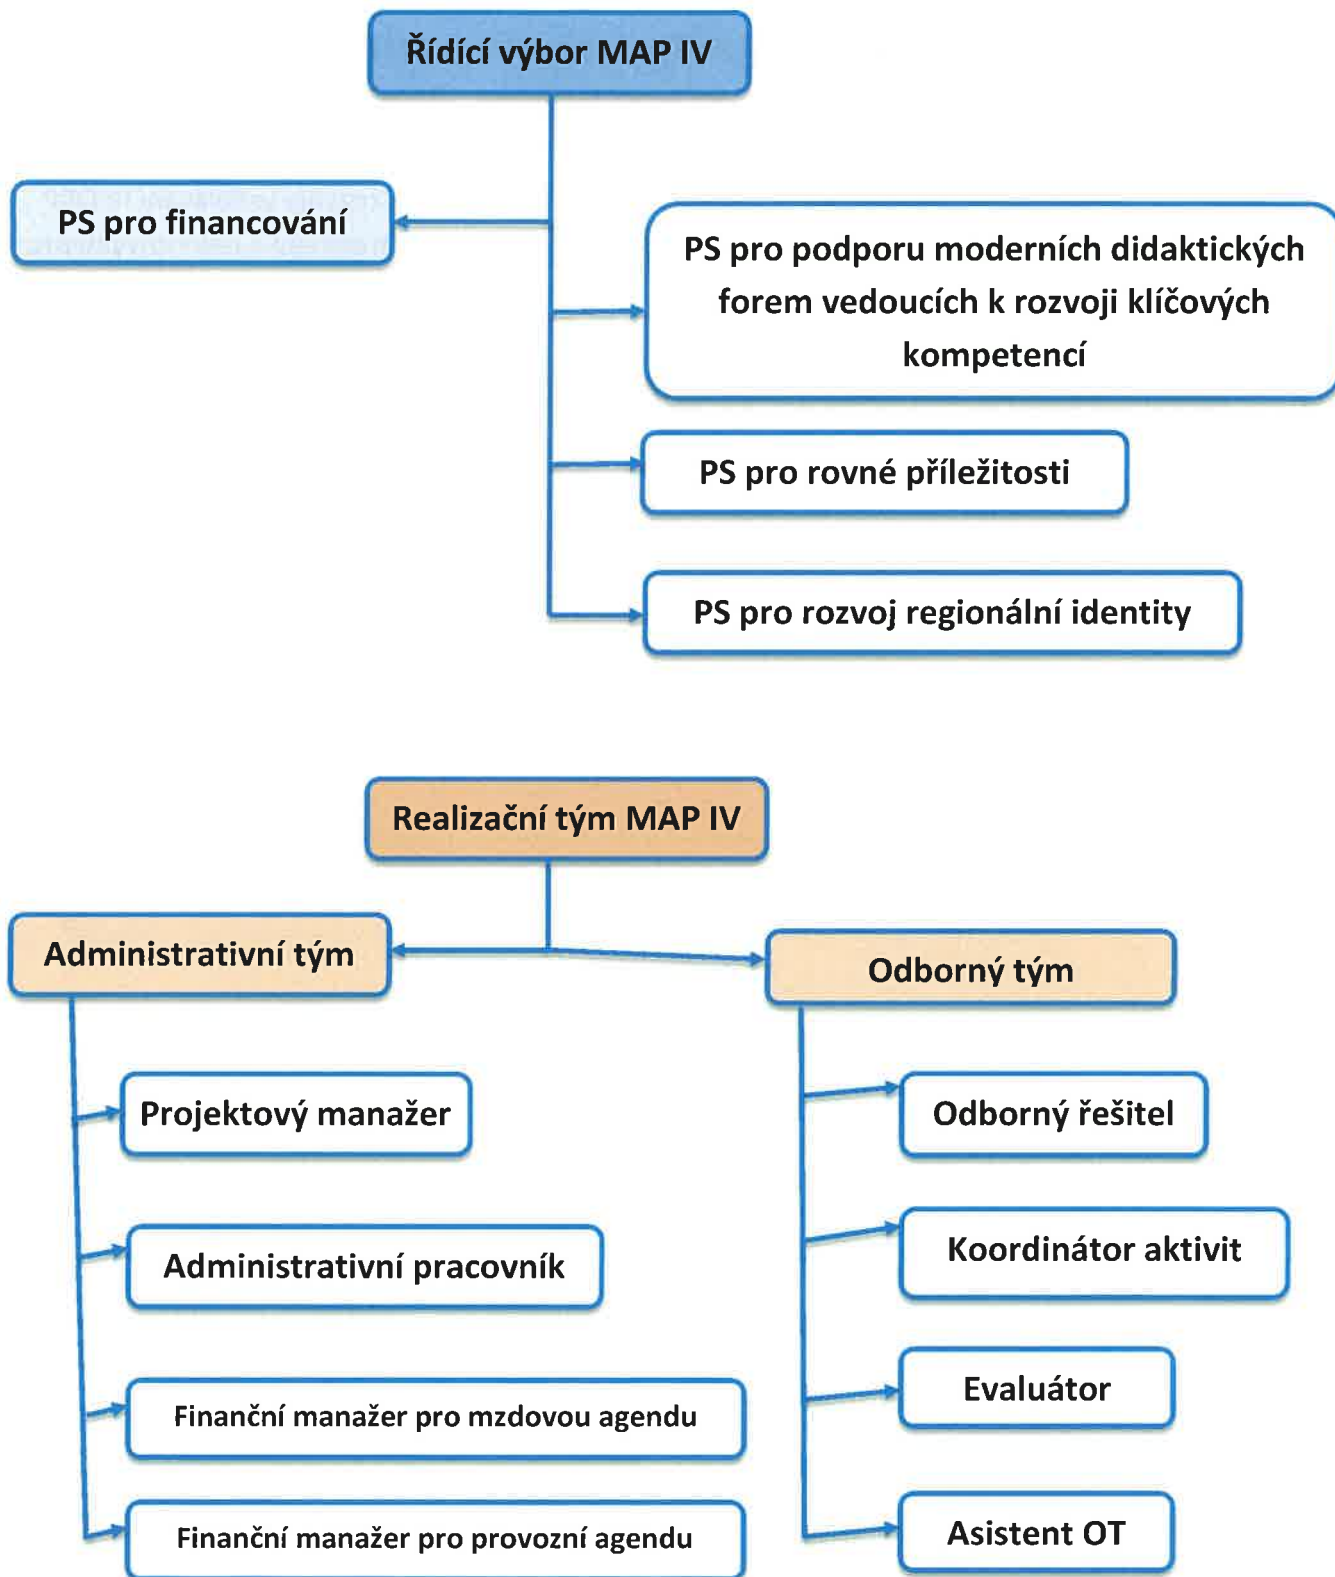 Řídící výbor MAP IV
PS pro financování
PS pro podporu moderních didaktických
forem vedoucích k rozvoji klíčových
kompetencí
PS pro rovné příležitosti
PS pro rozvoj regionální identity
Realizační tým MAP IV
Administrativní tým
Odborný tým
Projektový manažer
Odborný řešitel
Administrativní pracovník
Koordinátor aktivit
Finanční manažer pro mzdovou agendu
Evaluátor
Finanční manažer pro provozní agendu
Asistent OT